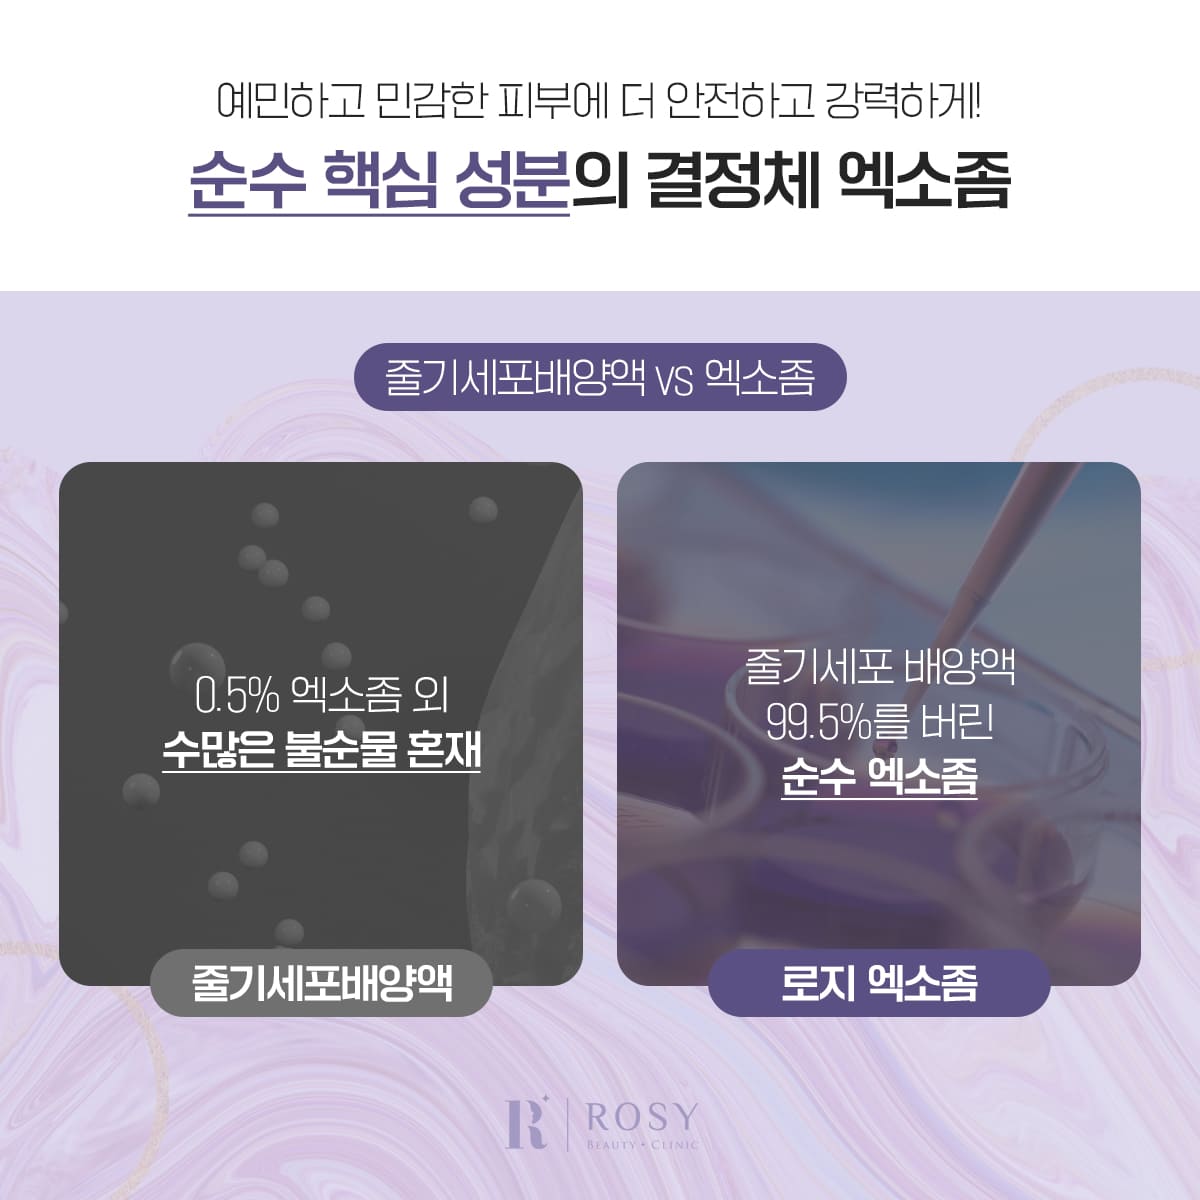 예민하고 민감한 피부에 더 안전하고 강력하게!
순수 핵심 성분의 결정체 엑소좀
줄기세포배양액 vs 엑소좀
0.5% 엑소좀 외
수많은 불순물 혼재
줄기세포배양액
줄기세포 배양액
99.5%를 버린
순수 엑소좀
로지 엑소좀
R ROSY
BEAUTY • CLINIC